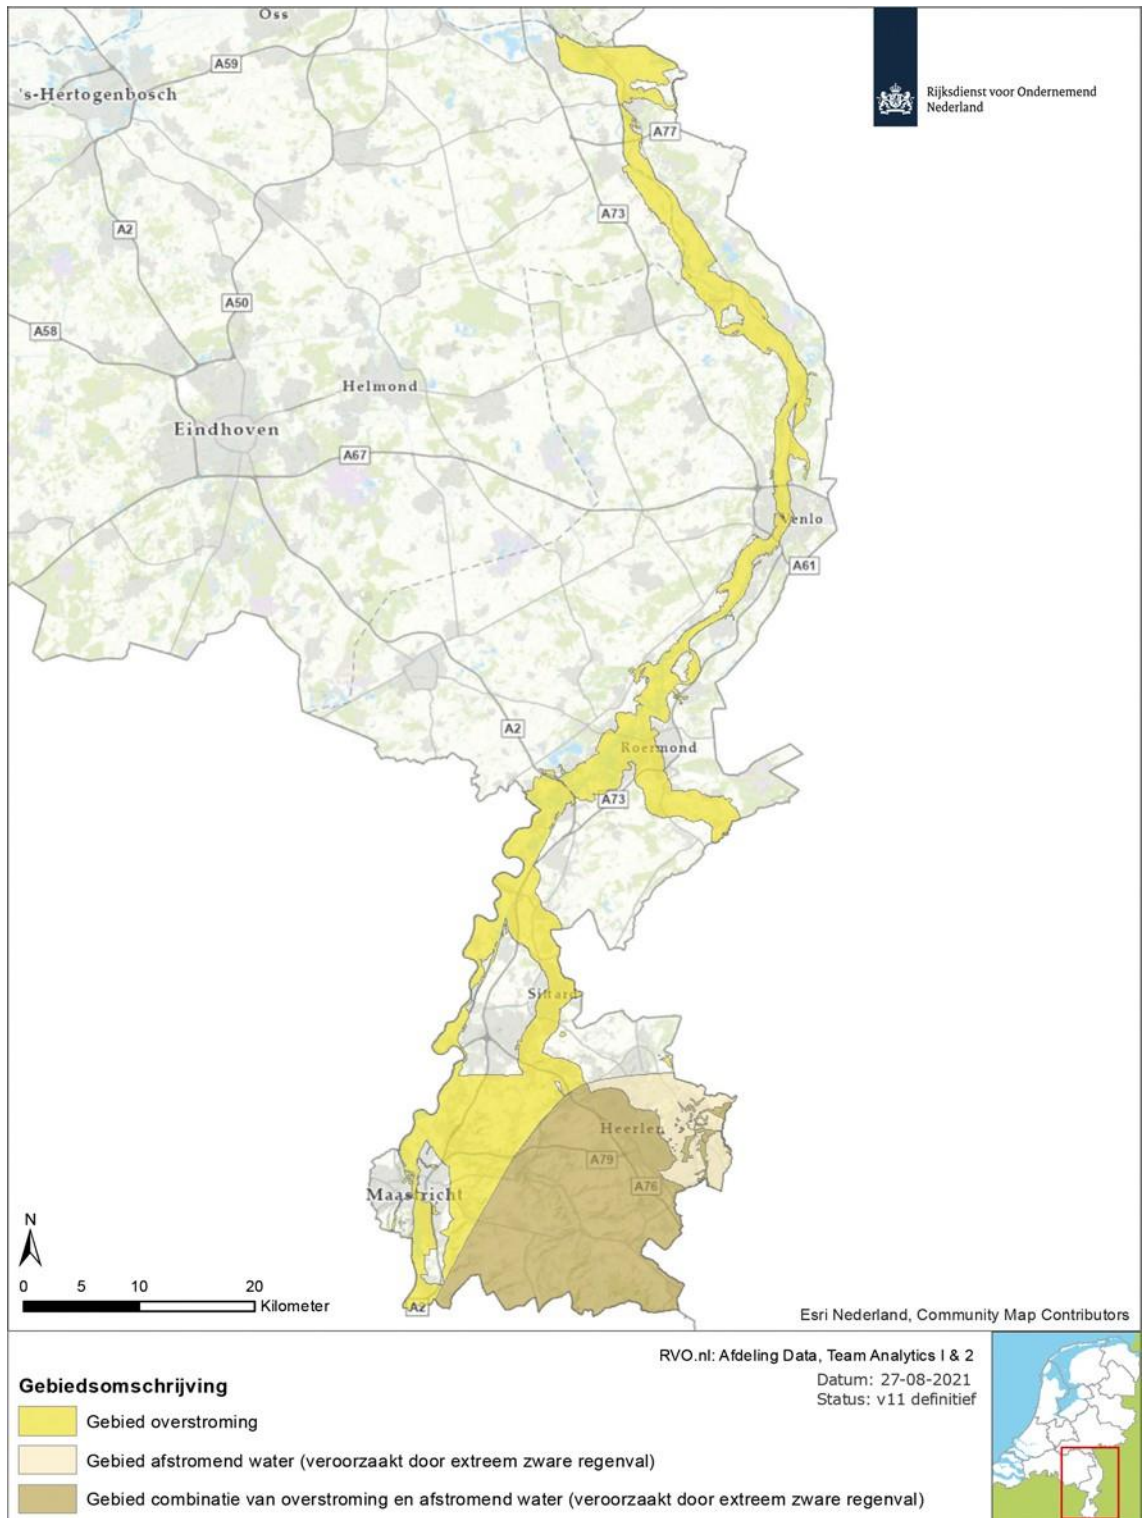 Oss
A59
's-Hertogenbosch
Rijksdienst voor Ondernemend
Nederland
A77
A73
A2
A50
A58
Helmond
Eindhoven
A67
Venlo
A61
A2
Roermond
A73
Sittard
Heerlen
A79
A76
Maastricht
N
0 5 10 20
Kilometer
A2
Esri Nederland, Community Map Contributors
RVO.nl: Afdeling Data, Team Analytics I & 2
Datum: 27-08-2021
Status: v11 definitief
Gebiedsomschrijving
Gebied overstroming
Gebied afstromend water (veroorzaakt door extreem zware regenval)
Gebied combinatie van overstroming en afstromend water (veroorzaakt door extreem zware regenval)